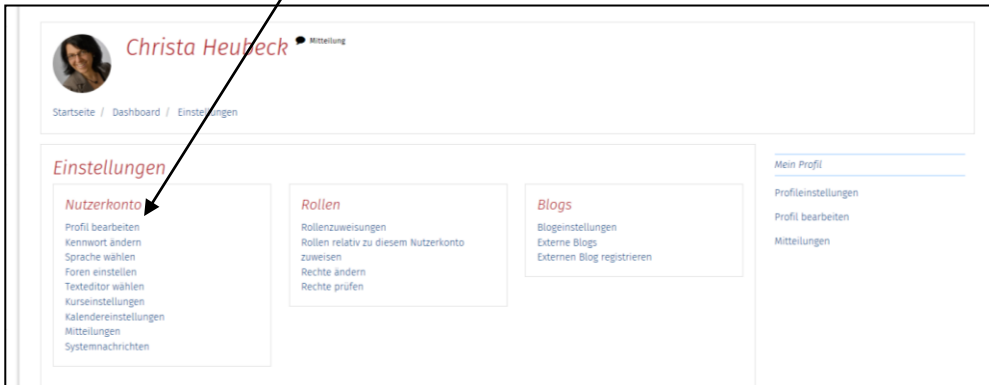 Christa Heubeck Mitteilung
Startseite / Dashboard / Einstellungen
Einstellungen
Nutzerkonto
Profil bearbeiten
Kennwort ändern
Sprache wählen
Foren einstellen
Texteditor wählen
Kurseinstellungen
Kalendereinstellungen
Mitteilungen
Systemnachrichten
Rollen
Rollenzuweisungen
Rollen relativ zu diesem Nutzerkonto
zuweisen
Rechte ändern
Rechte prüfen
Blogs
Blogeinstellungen
Externe Blogs
Externen Blog registrieren
Mein Profil
Profileinstellungen
Profil bearbeiten
Mitteilungen